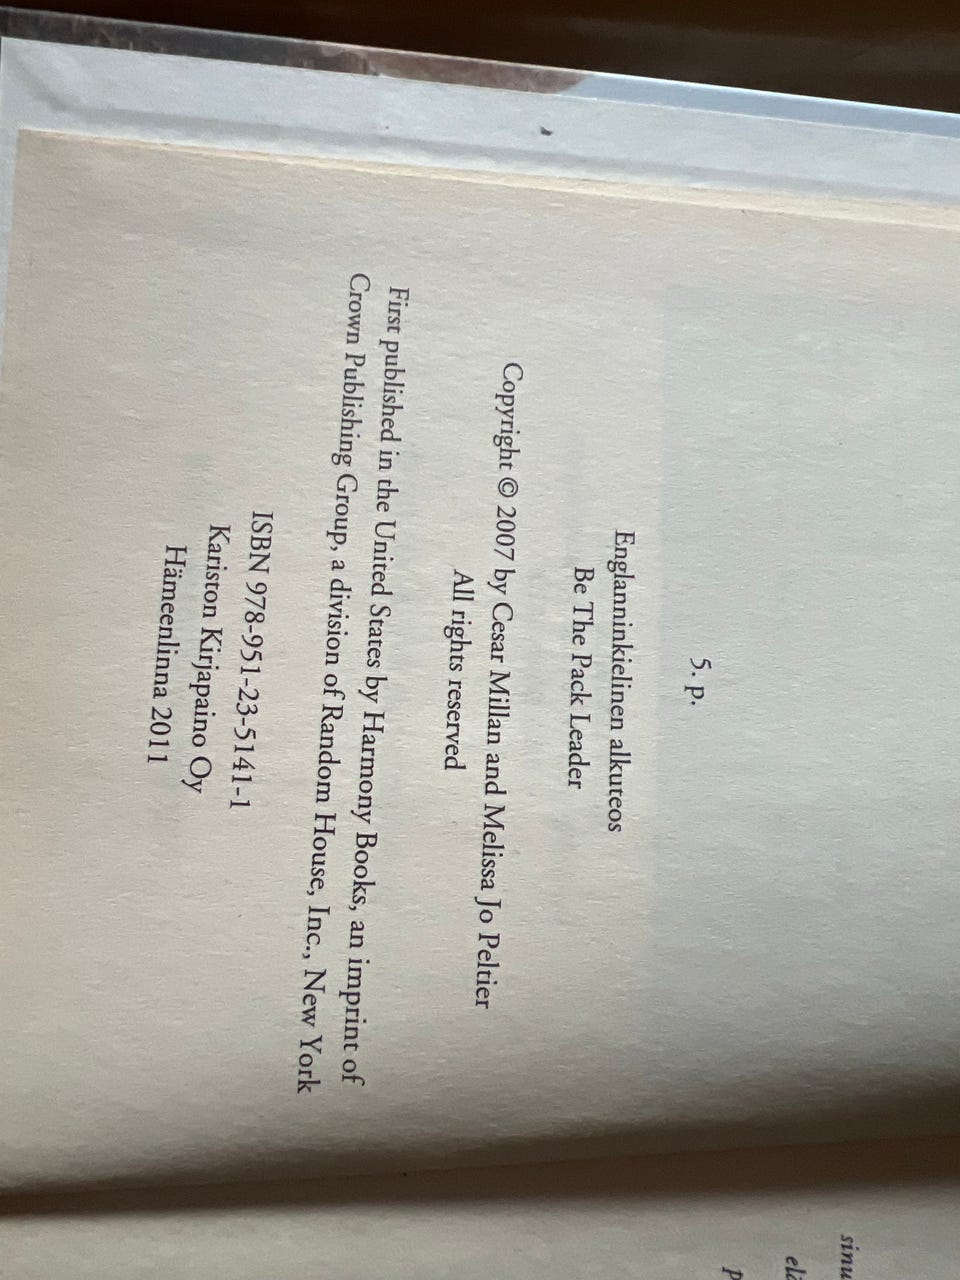 5. p.
Englanninkielinen alkuteos
Be The Pack Leader
Copyright © 2007 by Cesar Millan and Melissa Jo Peltier
All rights reserved
First published in the United States by Harmony Books, an imprint of
Crown Publishing Group, a division of Random House, Inc., New York
ISBN 978-951-23-5141-1
Kariston Kirjapaino Oy
Hämeenlinna 2011
sinu